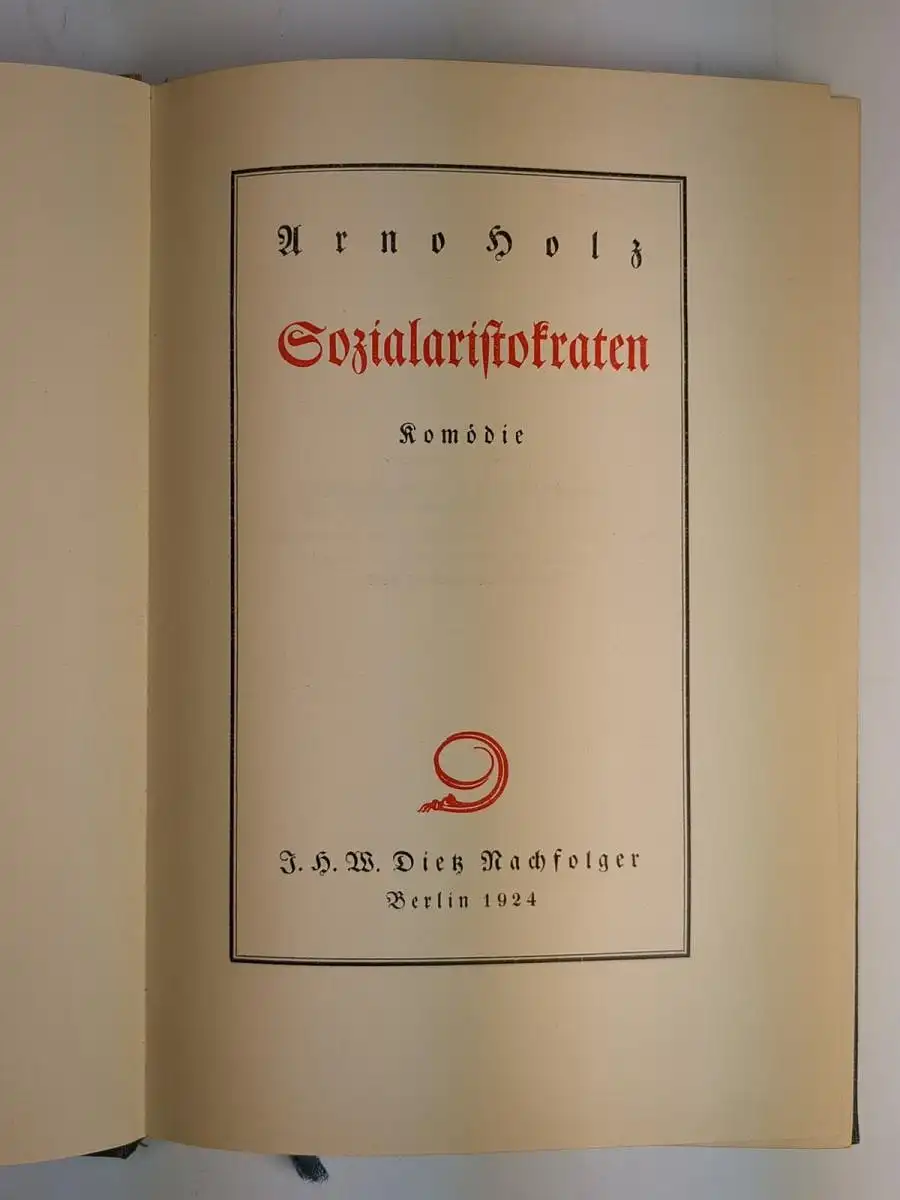 Arno Holz
Sozialaristokraten
Komödie
J. H. W. Dietz Nachfolger
Berlin 1924